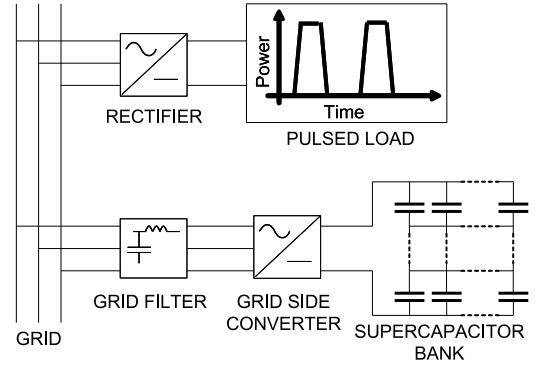 Power
Time
RECTIFIER
PULSED LOAD
GRID FILTER
GRID SIDE
CONVERTER
SUPERCAPACITOR
BANK
GRID